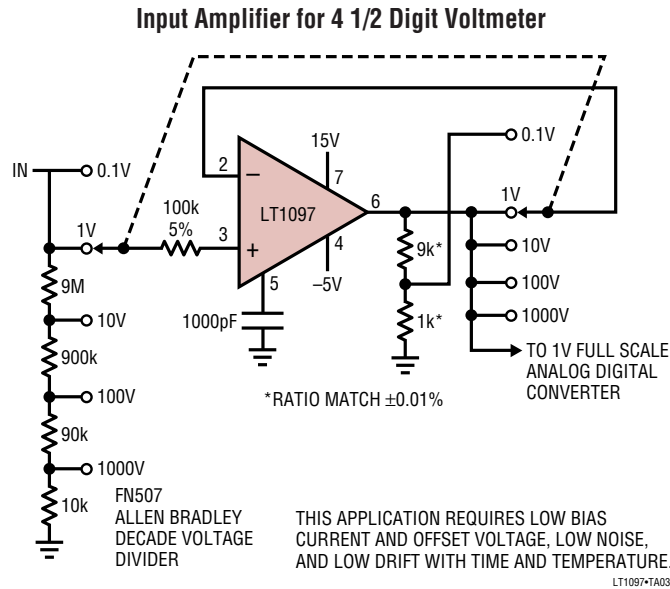 Input Amplifier for 4 1/2 Digit Voltmeter
IN
0.1V
1V
9M
10V
900k
100V
90k
1000V
10k
FN507
ALLEN BRADLEY
DECADE VOLTAGE
DIVIDER
100k
5%
2
3
–
+
LT1097
15V
7
6
4
–5V
5
1000pF
9k*
1k*
*RATIO MATCH ±0.01%
0.1V
1V
10V
100V
1000V
TO 1V FULL SCALE
ANALOG DIGITAL
CONVERTER
THIS APPLICATION REQUIRES LOW BIAS
CURRENT AND OFFSET VOLTAGE, LOW NOISE,
AND LOW DRIFT WITH TIME AND TEMPERATURE.
LT1097•TA03